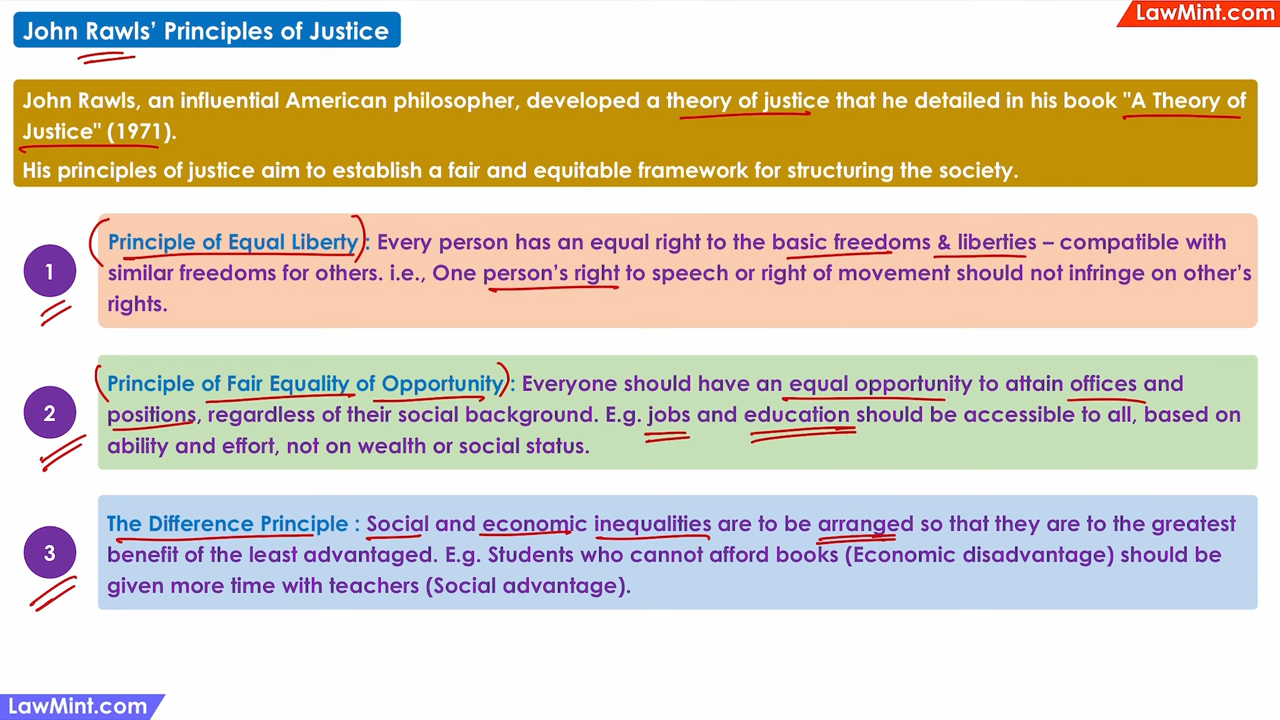 John Rawls’ Principles of Justice
LawMint.com
John Rawls, an influential American philosopher, developed a theory of justice that he detailed in his book "A Theory of
Justice" (1971).
His principles of justice aim to establish a fair and equitable framework for structuring the society.
1
Principle of Equal Liberty : Every person has an equal right to the basic freedoms & liberties – compatible with
similar freedoms for others. i.e., One person’s right to speech or right of movement should not infringe on other’s
rights.
2
Principle of Fair Equality of Opportunity : Everyone should have an equal opportunity to attain offices and
positions, regardless of their social background. E.g. jobs and education should be accessible to all, based on
ability and effort, not on wealth or social status.
3
The Difference Principle : Social and economic inequalities are to be arranged so that they are to the greatest
benefit of the least advantaged. E.g. Students who cannot afford books (Economic disadvantage) should be
given more time with teachers (Social advantage).
LawMint.com